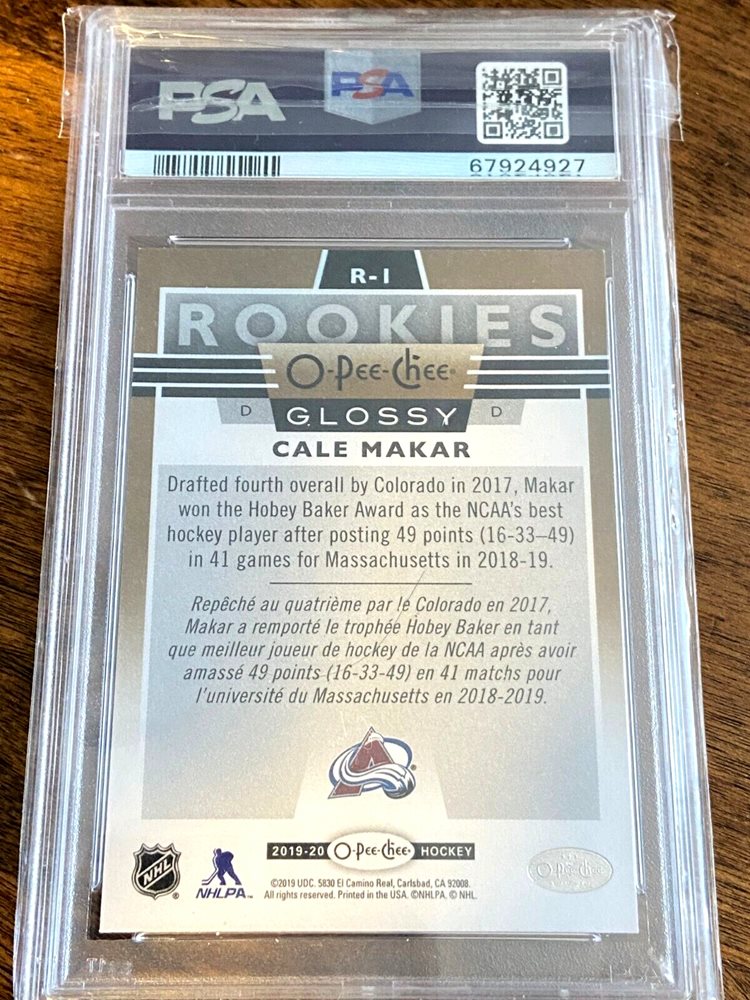 PSA
PSA
67924927
R-1
ROOKIES
O-Pee-Chee
D GLOSSY D
CALE MAKAR
Drafted fourth overall by Colorado in 2017, Makar
won the Hobey Baker Award as the NCAA's best
hockey player after posting 49 points (16-33–49)
in 41 games for Massachusetts in 2018-19.
Repêché au quatrième par le Colorado en 2017,
Makar a remporté le trophée Hobey Baker en tant
que meilleur joueur de hockey de la NCAA après avoir
amassé 49 points (16-33-49) en 41 matchs pour
l'université du Massachusetts en 2018-2019.
NHL
NHLPA
2019-20 O-Pee-Chee HOCKEY
©2019 UDC. 5830 El Camino Real, Carlsbad, CA 92008.
All rights reserved. Printed in the USA. ©NHLPA. © NHL.
O-Pee-Chee